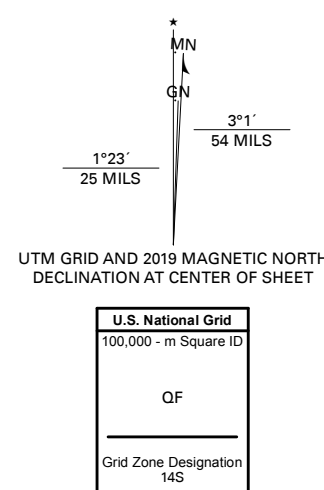 ★
MN
GN
3°1´
54 MILS
1°23´
25 MILS
UTM GRID AND 2019 MAGNETIC NORTH
DECLINATION AT CENTER OF SHEET
U.S. National Grid
100,000 - m Square ID
QF
Grid Zone Designation
14S